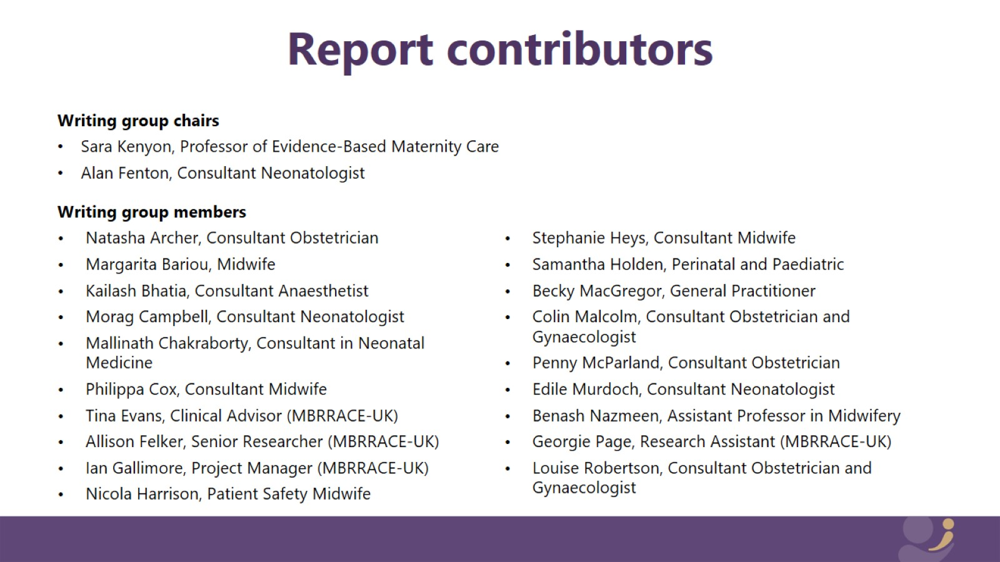 Report contributors
Writing group chairs
• Sara Kenyon, Professor of Evidence-Based Maternity Care
• Alan Fenton, Consultant Neonatologist
Writing group members
• Natasha Archer, Consultant Obstetrician
• Margarita Bariou, Midwife
• Kailash Bhatia, Consultant Anaesthetist
• Morag Campbell, Consultant Neonatologist
• Mallinath Chakraborty, Consultant in Neonatal
Medicine
• Philippa Cox, Consultant Midwife
• Tina Evans, Clinical Advisor (MBRRACE-UK)
• Allison Felker, Senior Researcher (MBRRACE-UK)
• Ian Gallimore, Project Manager (MBRRACE-UK)
• Nicola Harrison, Patient Safety Midwife
• Stephanie Heys, Consultant Midwife
• Samantha Holden, Perinatal and Paediatric
• Becky MacGregor, General Practitioner
• Colin Malcolm, Consultant Obstetrician and
Gynaecologist
• Penny McParland, Consultant Obstetrician
• Edile Murdoch, Consultant Neonatologist
• Benash Nazmeen, Assistant Professor in Midwifery
• Georgie Page, Research Assistant (MBRRACE-UK)
• Louise Robertson, Consultant Obstetrician and
Gynaecologist